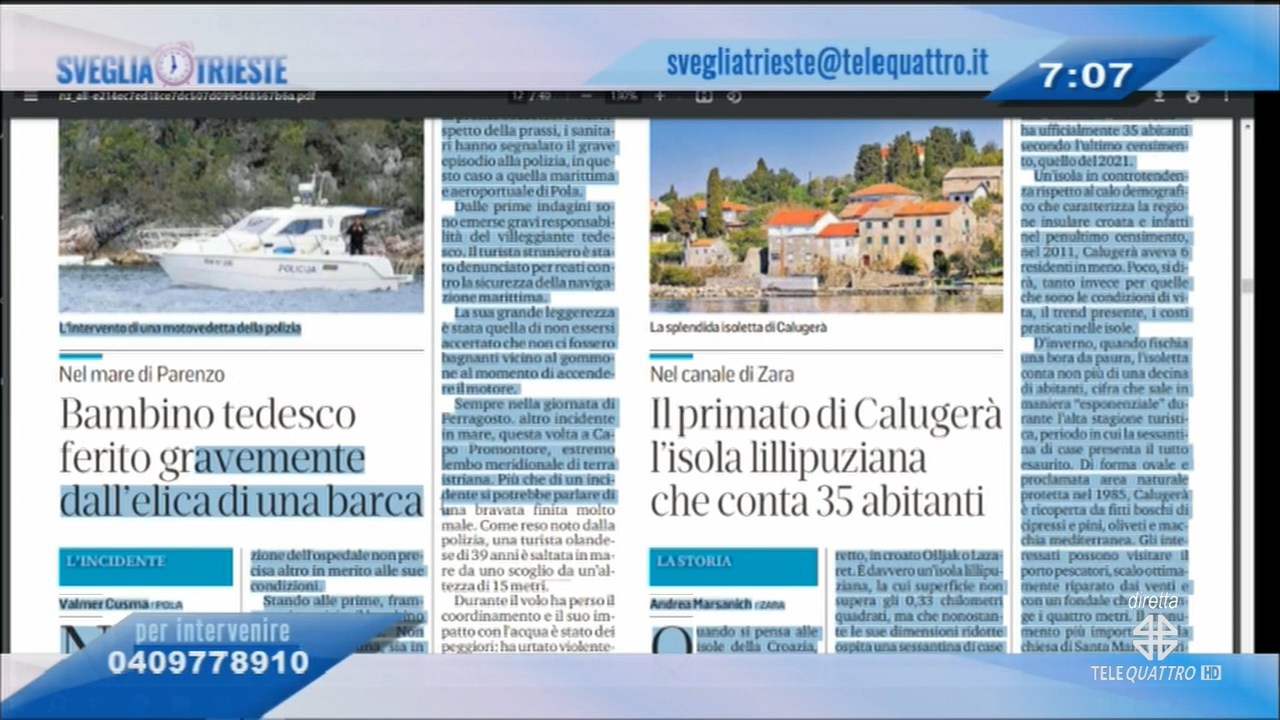 SVEGLIA TRIESTE
svegliatrieste@telequattro.it
7:07
L'intervento di una motovedetta della polizia
Nel mare di Parenzo
Bambino tedesco
ferito gravemente
dall'elica di una barca
L'INCIDENTE
Valmer Cusma / POLA
zione dell'ospedale non pre-
cisa altro in merito alle sue
condizioni.
Stando alle prime, fram-
spetto della prassi, i sanita-
ri hanno segnalato il grave
episodio alla polizia, in que-
sto caso a quella marittima
e aeroportuale di Pola.
Dalle prime indagini so-
no emerse gravi responsabi-
lità del villeggiante tede-
sco. Il turista straniero è sta-
to denunciato per reati con-
tro la sicurezza della naviga-
zione marittima.
La sua grande leggerezza
è stata quella di non essersi
accertato che non ci fossero
bagnanti vicino al gommo-
ne al momento di accende-
re il motore.
Sempre nella giornata di
Ferragosto, altro incidente
in mare, questa volta a Ca-
po Promontore, estremo
lembo meridionale di terra
istriana. Più che di un inci-
dente si potrebbe parlare di
una bravata finita molto
male. Come reso noto dalla
polizia, una turista olande-
se di 39 anni è saltata in ma-
re da uno scoglio da un'al-
tezza di 15 metri.
Durante il volo ha perso il
coordinamento e il suo im-
patto con l'acqua è stato dei
peggiori: ha urtato violente-
POLICIJA
La splendida isoletta di Calugerà
Nel canale di Zara
Il primato di Calugerà
l'isola lillipuziana
che conta 35 abitanti
LA STORIA
Andrea Marsanich / ZARA
Quando si pensa alle
isole della Croazia,
retto, in croato Ošljak o Laza-
ret. È davvero un'isola lillipu-
ziana, la cui superficie non
supera gli 0,33 chilometri
quadrati, ma che nonostan-
te le sue dimensioni ridotte
ospita una sessantina di case
ha ufficialmente 35 abitanti
secondo l'ultimo censimen-
to, quello del 2021.
Un'isola in controtenden-
za rispetto al calo demografi-
co che caratterizza la regio-
ne insulare croata e infatti
nel penultimo censimento,
nel 2011, Calugerà aveva 6
residenti in meno. Poco, si di-
rà, tanto invece per quelle
che sono le condizioni di vi-
ta, il trend presente, i costi
praticati nelle isole.
D'inverno, quando fischia
una bora da paura, l'isoletta
conta non più di una decina
di abitanti, cifra che sale in
maniera "esponenziale" du-
rante l'alta stagione turisti-
ca, periodo in cui la sessanti-
na di case presenta il tutto
esaurito. Di forma ovale e
proclamata area naturale
protetta nel 1985, Calugerà
è ricoperta da fitti boschi di
cipressi e pini, oliveti e mac-
chia mediterranea. Gli inte-
ressati possono visitare il
porto pescatori, scalo ottima-
mente riparato dai venti e
con un fondale che
ge i quattro metri. Il
mento più import
chiesa di Santa Mar
per intervenire
0409778910
diretta
TELEQUATTRO HD